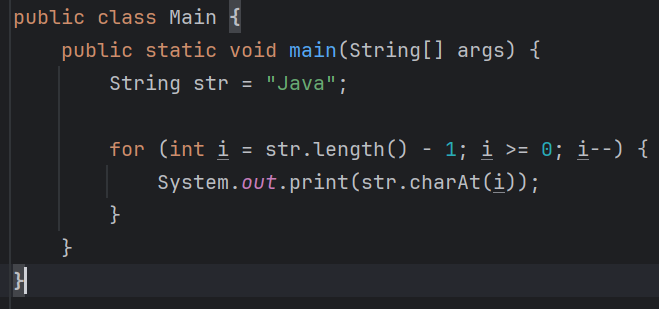 public class Main {
    public static void main(String[] args) {
        String str = "Java";

        for (int i = str.length() - 1; i >= 0; i--) {
            System.out.print(str.charAt(i));
        }
    }
}